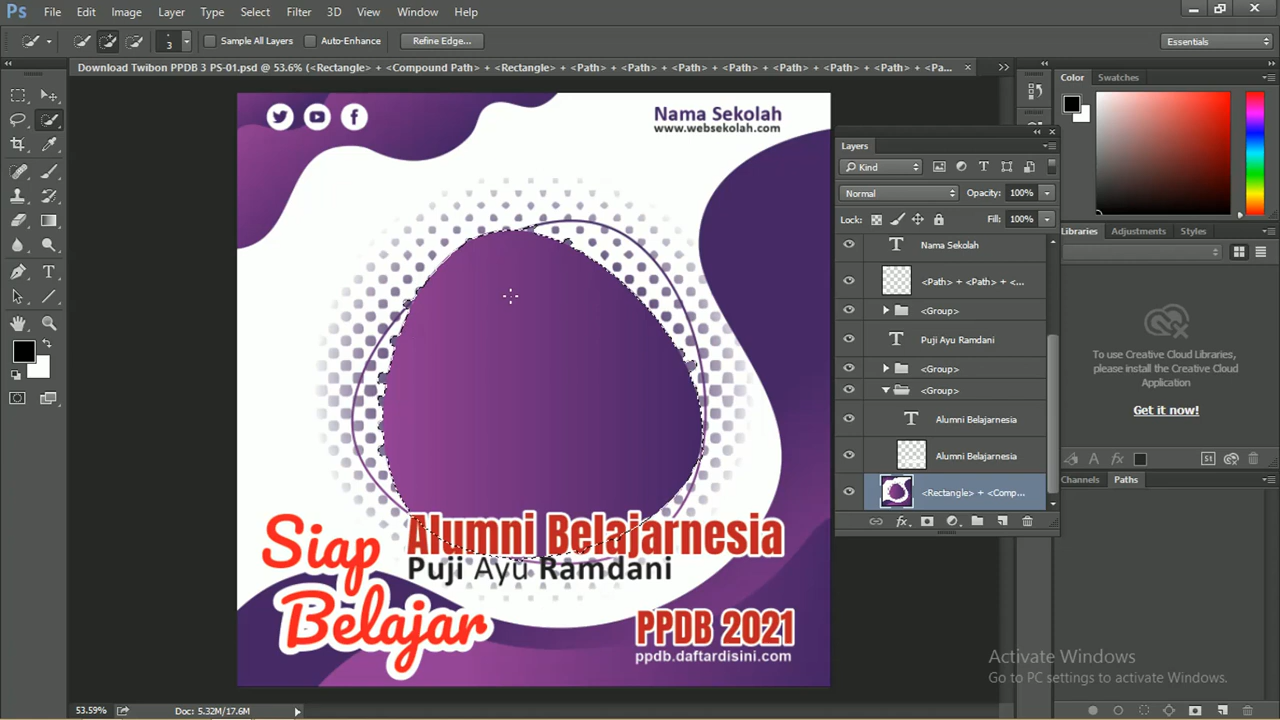 File Edit Image Layer Type Select Filter 3D View Window Help
3 Sample All Layers Auto-Enhance Refine Edge... Essentials
Download Twibon PPDB 3 PS-01.psd @ 53.6% (<Rectangle> + <Compound Path> + <Rectangle> + <Path> + <Path> + <Path> + <Path> + <Path> + <Path> + <Pa...
Color Swatches
Nama Sekolah
www.websekolah.com
Layers
Kind
Normal Opacity: 100%
Lock: Fill: 100%
Nama Sekolah
<Path> + <Path> + <...
<Group>
Puji Ayu Ramdani
<Group>
<Group>
Alumni Belajarnesia
Alumni Belajarnesia
<Rectangle> + <Comp...
Libraries Adjustments Styles
To use Creative Cloud Libraries,
please install the Creative Cloud
Application
Get it now!
St
Channels Paths
Siap
Belajar
Alumni Belajarnesia
Puji Ayu Ramdani
PPDB 2021
ppdb.daftardisini.com
Activate Windows
Go to PC settings to activate Windows.
53.59% Doc: 5.32M/17.6M